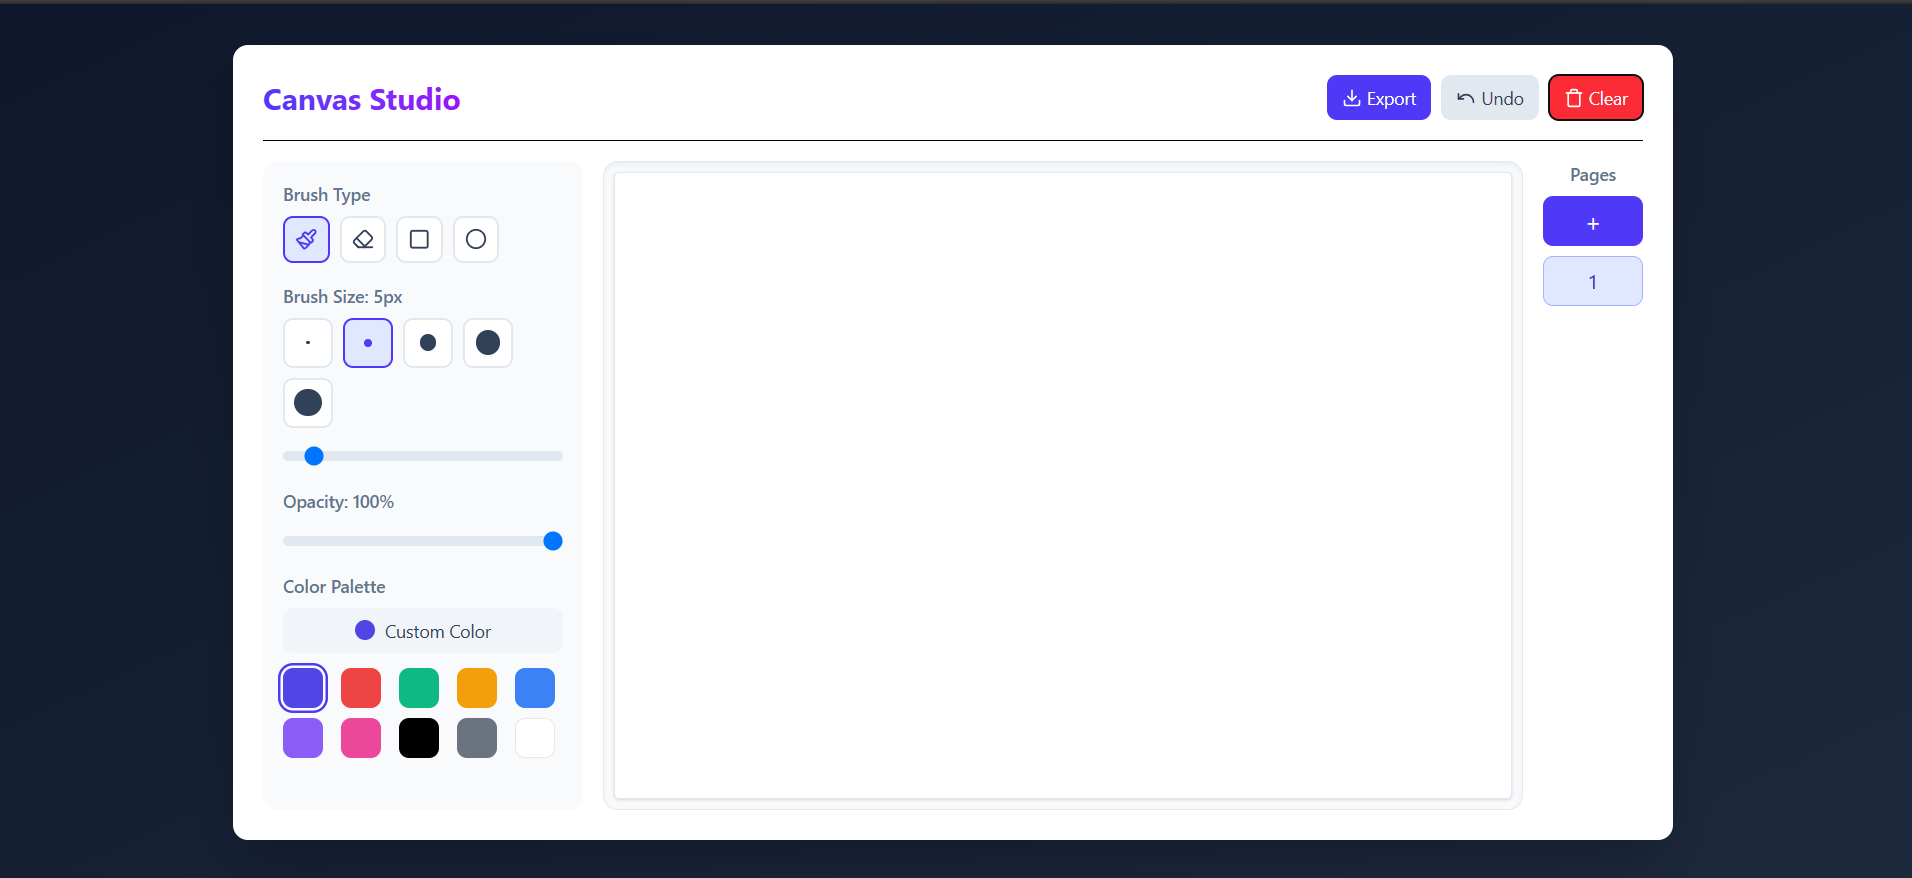 Canvas Studio
Export
Undo
Clear
Brush Type
Brush Size: 5px
Opacity: 100%
Color Palette
Custom Color
Pages
+
1